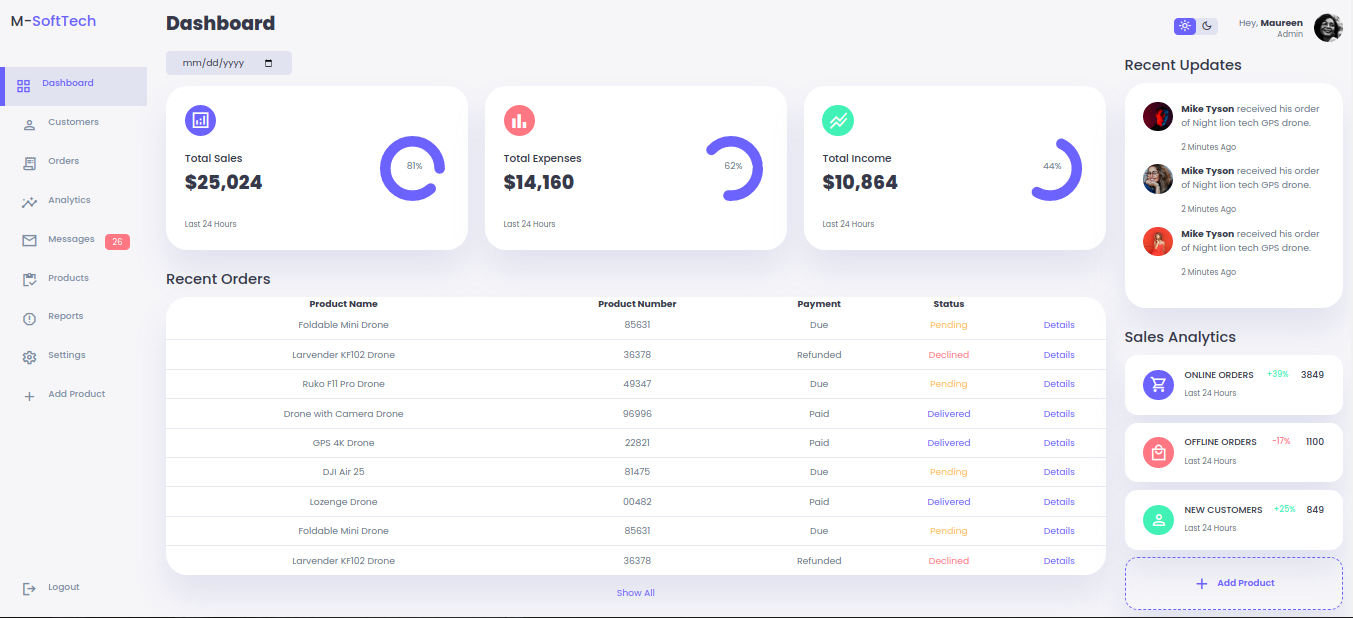 M-SoftTech
Dashboard
Customers
Orders
Analytics
Messages 26
Products
Reports
Settings
Add Product
Logout
Dashboard
mm/dd/yyyy
Total Sales
$25,024
81%
Last 24 Hours
Total Expenses
$14,160
62%
Last 24 Hours
Total Income
$10,864
44%
Last 24 Hours
Recent Orders
Product Name Product Number Payment Status
Foldable Mini Drone 85631 Due Pending Details
Larvender KF102 Drone 36378 Refunded Declined Details
Ruko F11 Pro Drone 49347 Due Pending Details
Drone with Camera Drone 96996 Paid Delivered Details
GPS 4K Drone 22821 Paid Delivered Details
DJI Air 25 81475 Due Pending Details
Lozenge Drone 00482 Paid Delivered Details
Foldable Mini Drone 85631 Due Pending Details
Larvender KF102 Drone 36378 Refunded Declined Details
Show All
Hey, Maureen
Admin
Recent Updates
Mike Tyson received his order
of Night lion tech GPS drone.
2 Minutes Ago
Mike Tyson received his order
of Night lion tech GPS drone.
2 Minutes Ago
Mike Tyson received his order
of Night lion tech GPS drone.
2 Minutes Ago
Sales Analytics
ONLINE ORDERS +39% 3849
Last 24 Hours
OFFLINE ORDERS -17% 1100
Last 24 Hours
NEW CUSTOMERS +25% 849
Last 24 Hours
Add Product